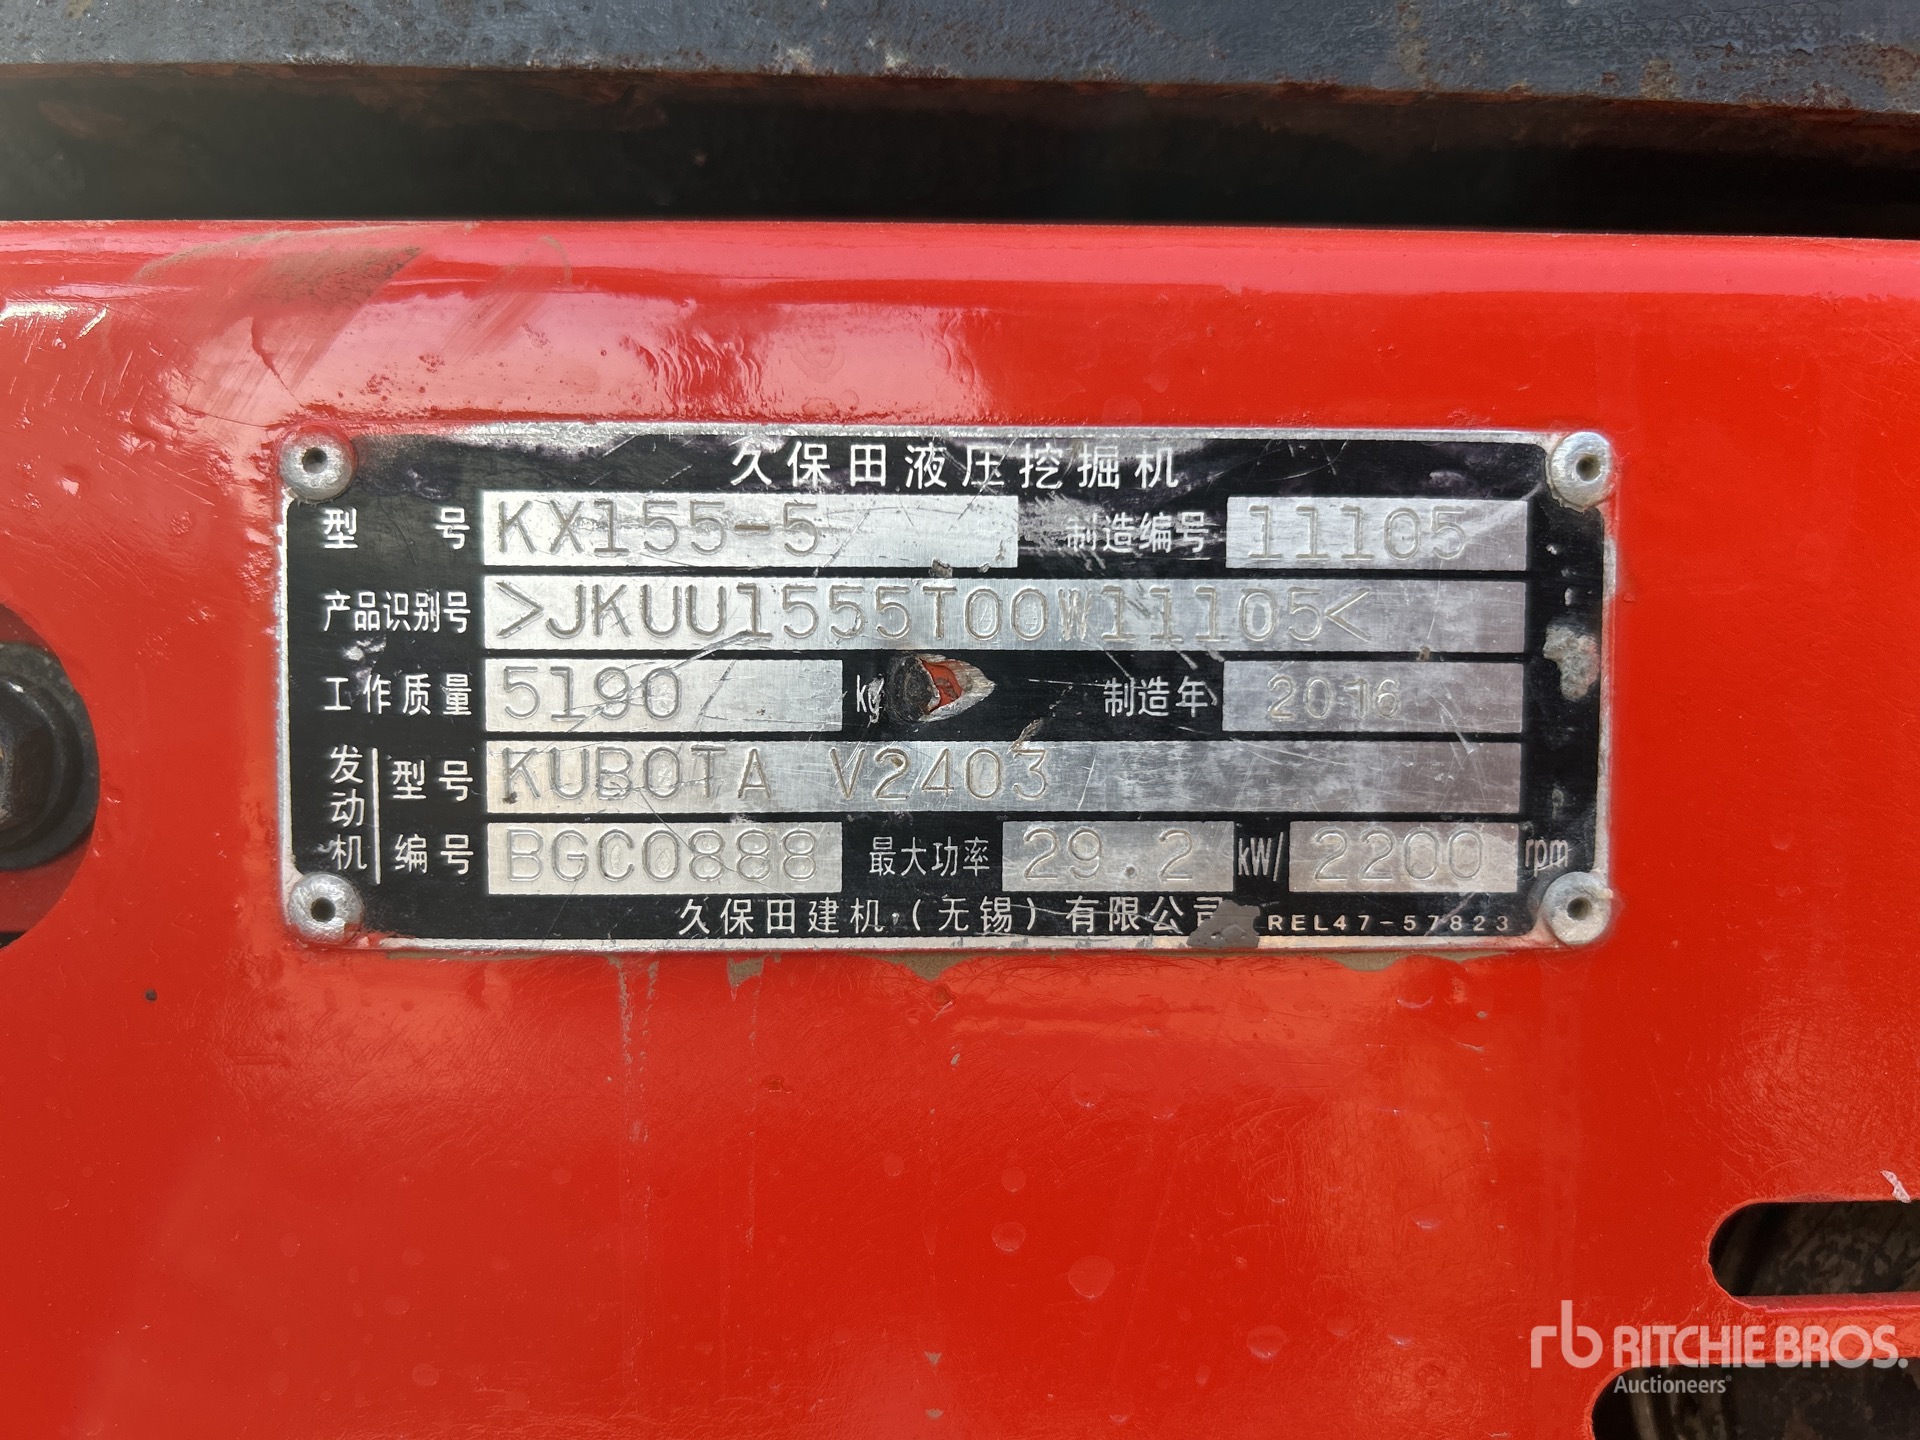 久保田液压挖掘机
型 号 KX155-5 制造编号 11105
产品识别号 >JKUU1555T00W11105<
工作质量 5190 kg 制造年 2016
发动机 型号 KUBOTA V2403
编号 BGC0888 最大功率 29.2 kW/ 2200 rpm
久保田建机(无锡)有限公司 REL47-57823
rb RITCHIE BROS.
Auctioneers